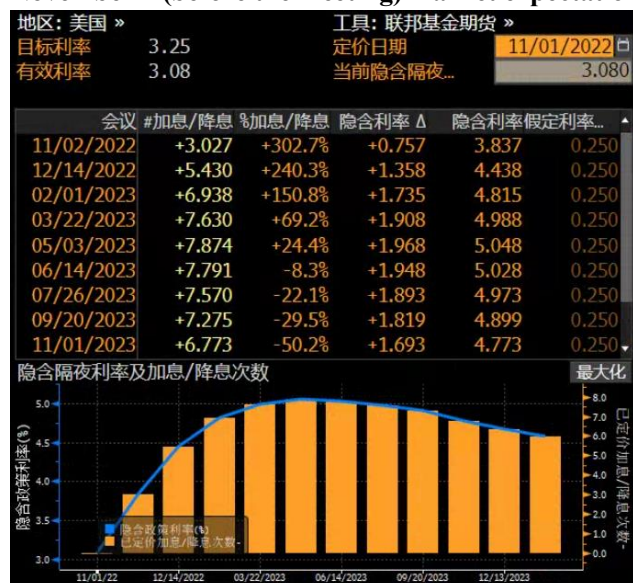 地区: 美国 » 工具: 联邦基金期货 »
目标利率 3.25 定价日期 11/01/2022
有效利率 3.08 当前隐含隔夜... 3.080
会议 #加息/降息 %加息/降息 隐含利率 Δ 隐含利率 假定利率...
11/02/2022 +3.027 +302.7% +0.757 3.837 0.250
12/14/2022 +5.430 +240.3% +1.358 4.438 0.250
02/01/2023 +6.938 +150.8% +1.735 4.815 0.250
03/22/2023 +7.630 +69.2% +1.908 4.988 0.250
05/03/2023 +7.874 +24.4% +1.968 5.048 0.250
06/14/2023 +7.791 -8.3% +1.948 5.028 0.250
07/26/2023 +7.570 -22.1% +1.893 4.973 0.250
09/20/2023 +7.275 -29.5% +1.819 4.899 0.250
11/01/2023 +6.773 -50.2% +1.693 4.773 0.250
隐含隔夜利率及加息/降息次数 最大化
隐含政策利率(%)
5.0
4.5
4.0
3.5
3.0
8.0
7.0
6.0
5.0
4.0
3.0
2.0
1.0
0.0
已定价加息/降息次数-
隐含政策利率(%)
已定价加息/降息次数-
11/01/22 12/14/2022 03/22/2023 06/14/2023 09/20/2023 12/13/2023